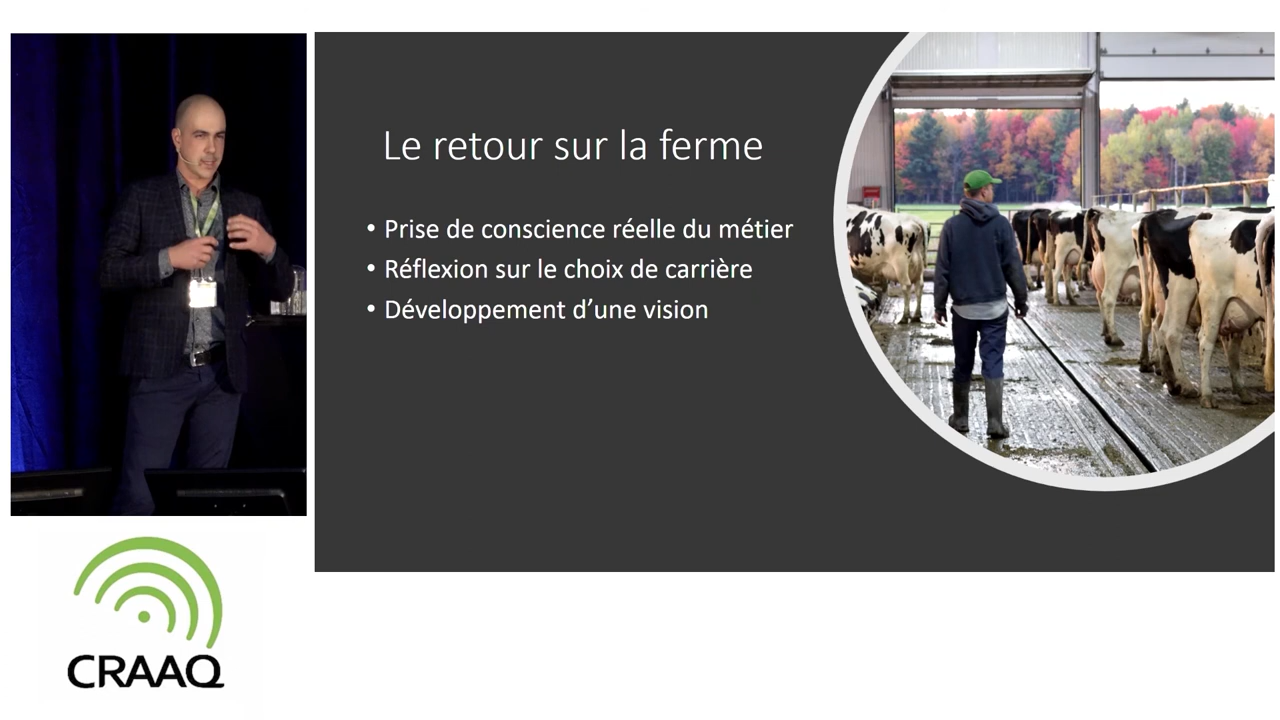 Le retour sur la ferme
• Prise de conscience réelle du métier
• Réflexion sur le choix de carrière
• Développement d’une vision
CRAAQ